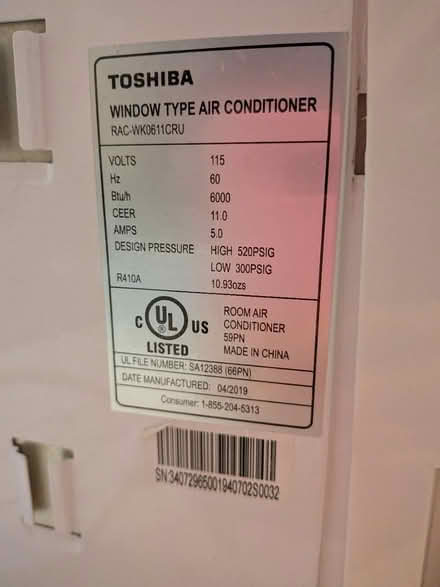 TOSHIBA
WINDOW TYPE AIR CONDITIONER
RAC-WK0611CRU
VOLTS 115
Hz 60
Btu/h 6000
CEER 11.0
AMPS 5.0
DESIGN PRESSURE HIGH 520PSIG
LOW 300PSIG
R410A 10.93ozs
C UL US LISTED
ROOM AIR
CONDITIONER
59PN
MADE IN CHINA
UL FILE NUMBER: SA12388 (66PN)
DATE MANUFACTURED: 04/2019
Consumer: 1-855-204-5313
SN:34072965001940702S0032